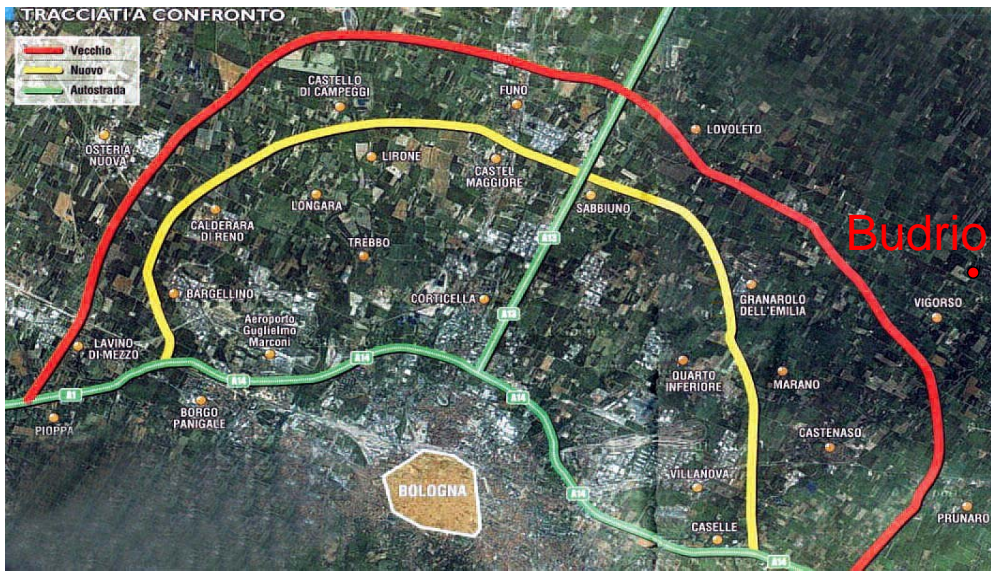 TRACCIATI A CONFRONTO
Vecchio
Nuovo
Autostrada
CASTELLO
DI CAMPEGGI
FUNO
LOVOLETO
OSTERIA
NUOVA
LIRONE
CASTEL
MAGGIORE
LONGARA
SABBIUNO
CALDERARA
DI RENO
Budrio
TREBBO
A13
BARGELLINO
CORTICELLA
GRANAROLO
DELL'EMILIA
VIGORSO
A13
Aeroporto
Guglielmo
Marconi
LAVINO
DI MEZZO
A14
QUARTO
INFERIORE
MARANO
A1
A14
A14
BORGO
PANIGALE
PIOPPA
CASTENASO
VILLANOVA
BOLOGNA
A14
PRUNARO
CASELLE
A14